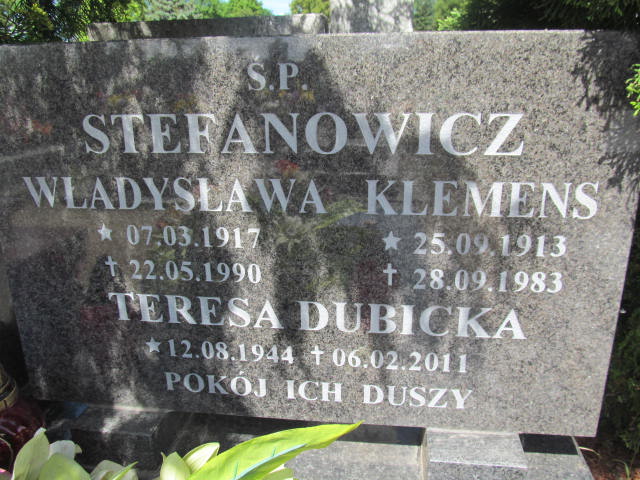 Ś.P.
STEFANOWICZ
WŁADYSŁAWA KLEMENS
★ 07.03.1917 ★ 25.09.1913
✝ 22.05.1990 ✝ 28.09.1983
TERESA DUBICKA
★ 12.08.1944 ✝ 06.02.2011
POKÓJ ICH DUSZY